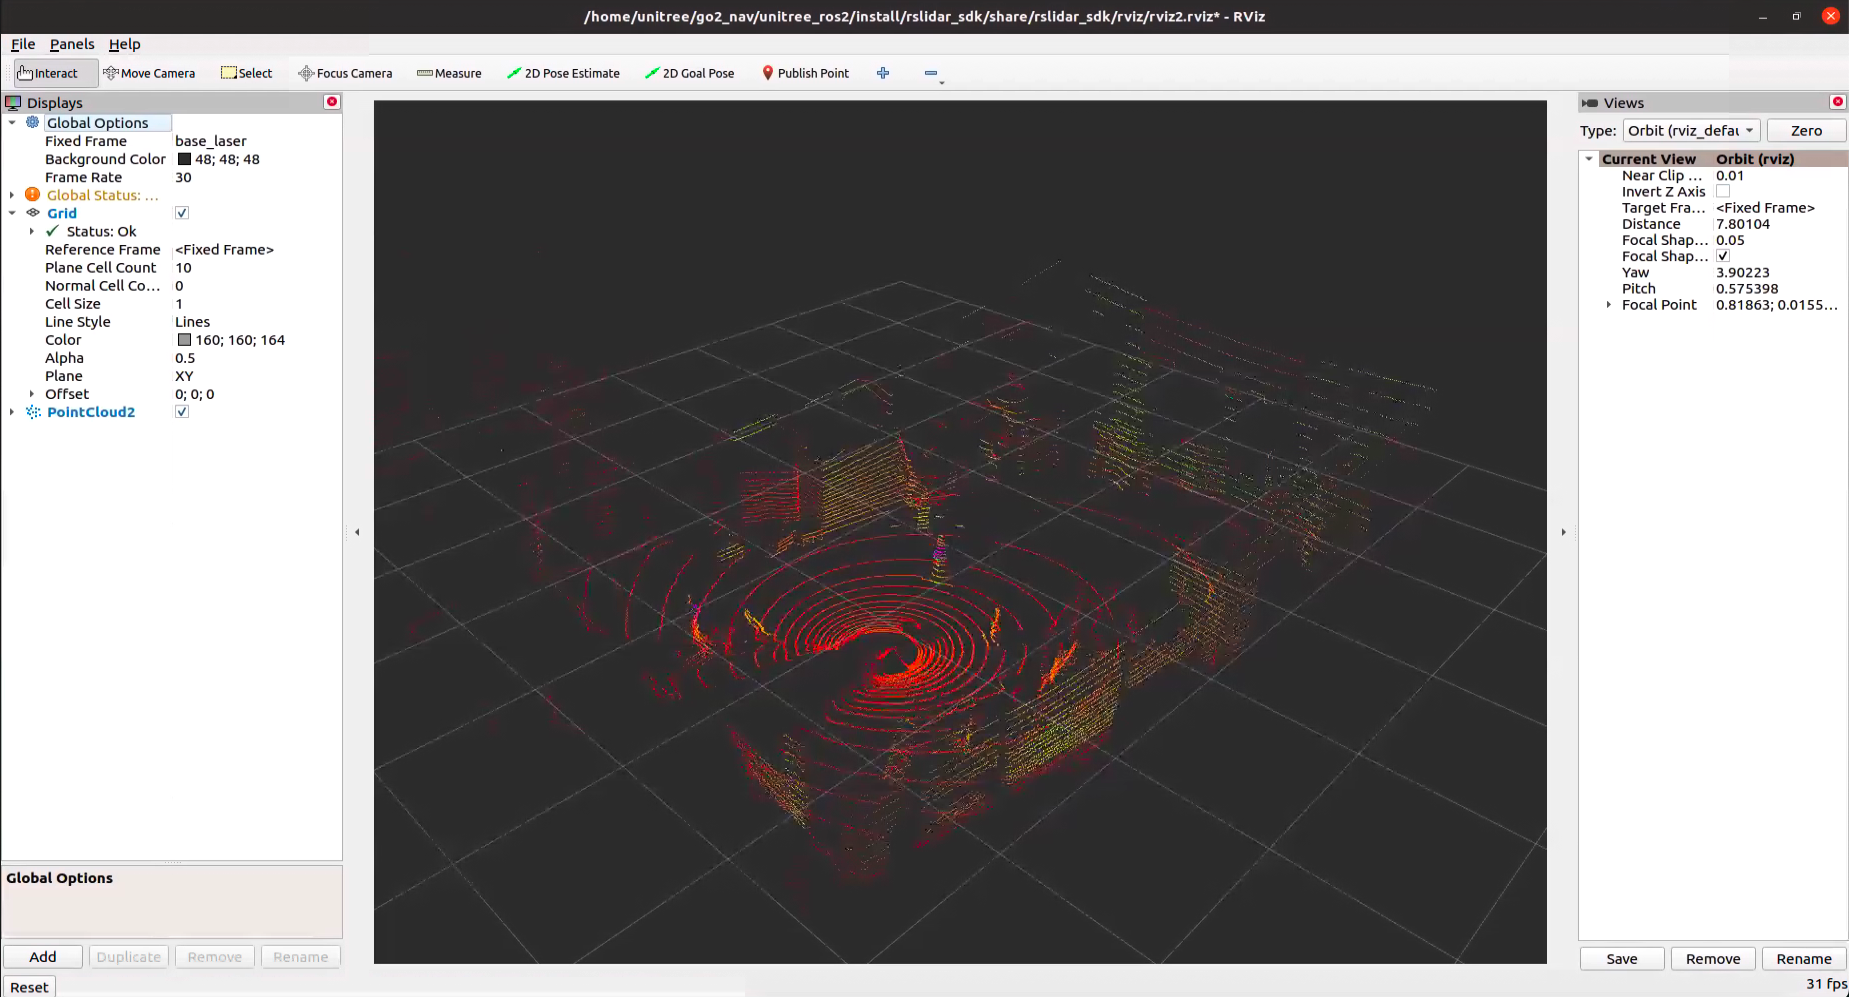 /home/unitree/go2_nav/unitree_ros2/install/rslidar_sdk/share/rslidar_sdk/rviz/rviz2.rviz* - RViz
File Panels Help
Interact Move Camera Select Focus Camera Measure 2D Pose Estimate 2D Goal Pose Publish Point
Displays
Global Options
Fixed Frame base_laser
Background Color 48; 48; 48
Frame Rate 30
Global Status: ...
Grid
Status: Ok
Reference Frame <Fixed Frame>
Plane Cell Count 10
Normal Cell Co... 0
Cell Size 1
Line Style Lines
Color 160; 160; 164
Alpha 0.5
Plane XY
Offset 0; 0; 0
PointCloud2
Global Options
Add Duplicate Remove Rename
Reset
Views
Type: Orbit (rviz_defau Zero
Current View Orbit (rviz)
Near Clip ... 0.01
Invert Z Axis
Target Fra... <Fixed Frame>
Distance 7.80104
Focal Shap... 0.05
Focal Shap...
Yaw 3.90223
Pitch 0.575398
Focal Point 0.81863; 0.0155...
Save Remove Rename
31 fps